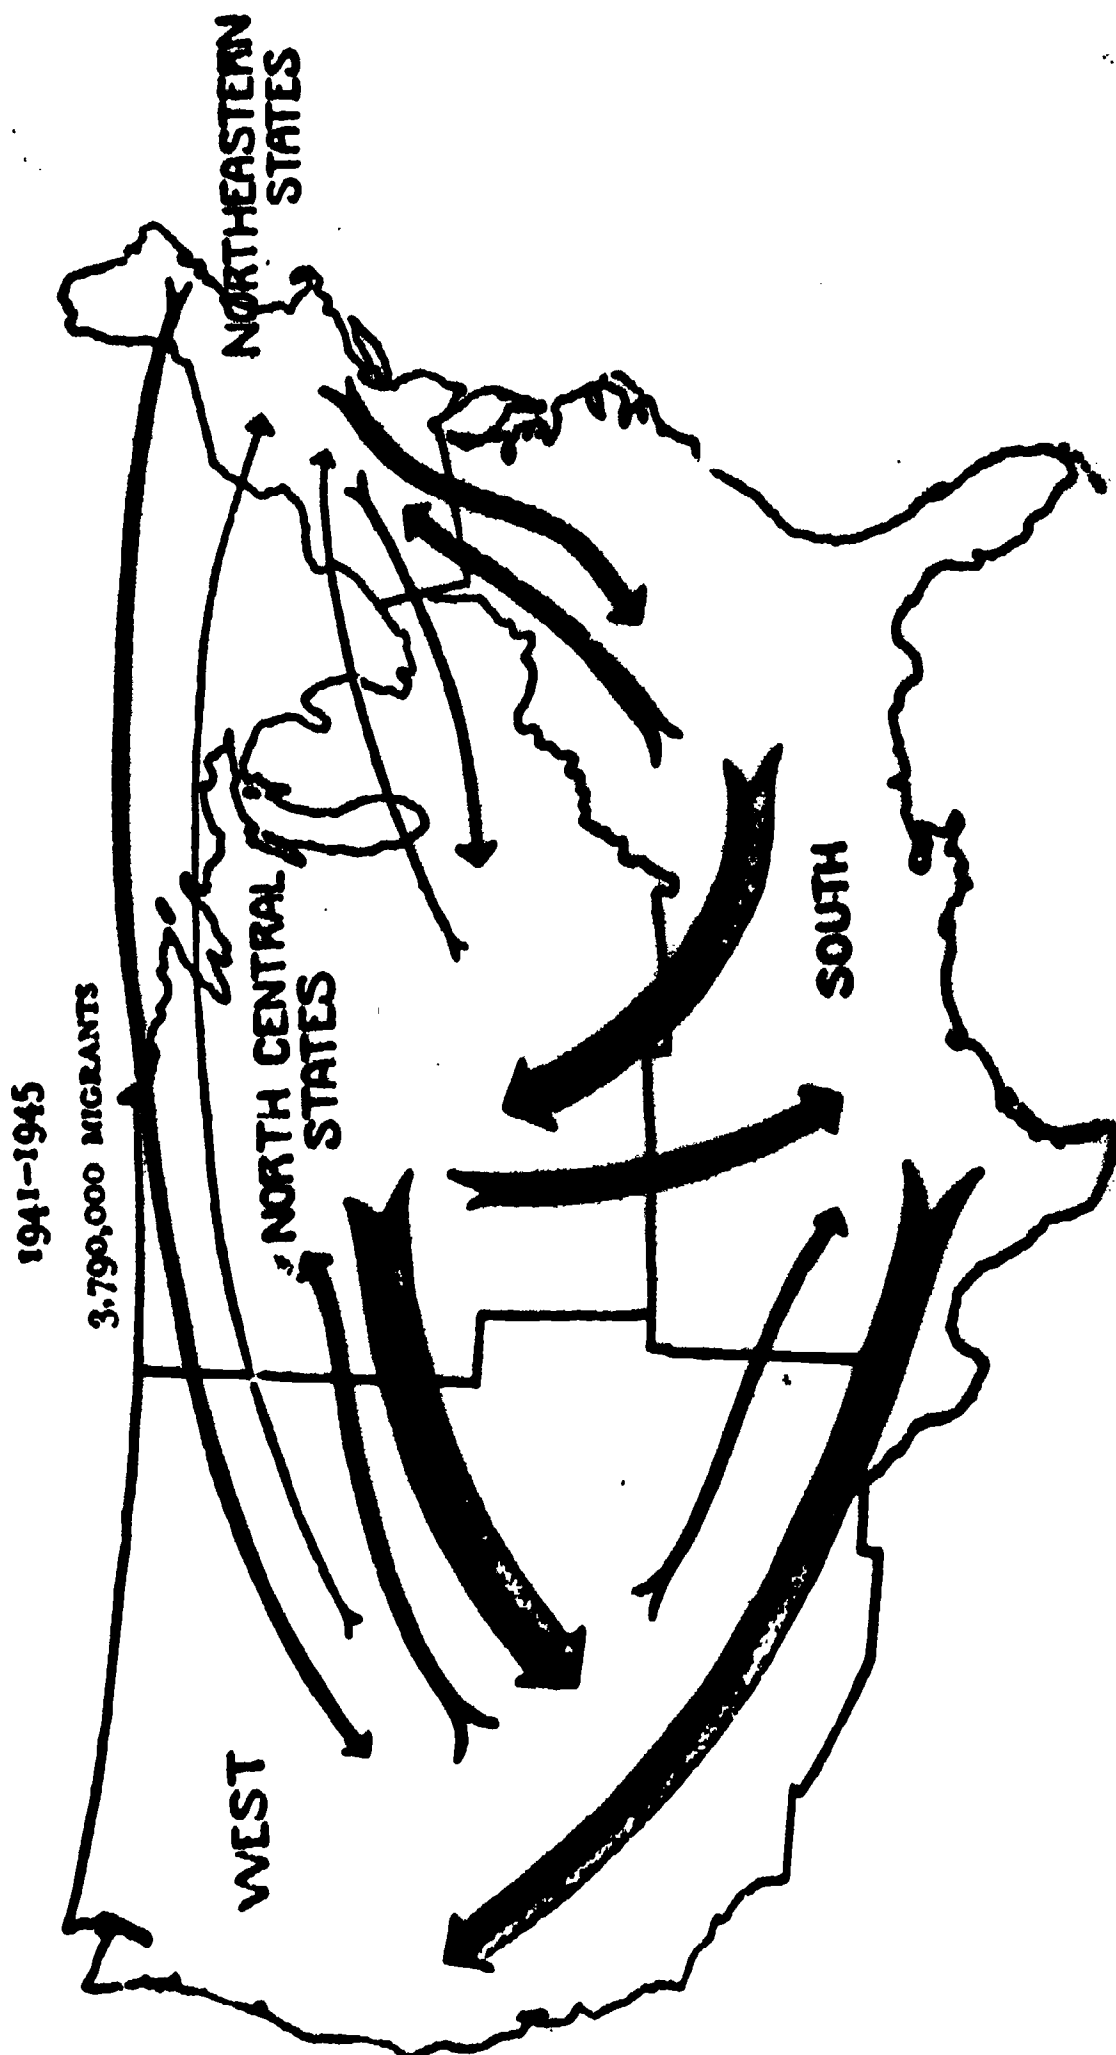 1941-1945
3,790,000 MIGRANTS
WEST
NORTH CENTRAL
STATES
NORTHEASTERN
STATES
SOUTH